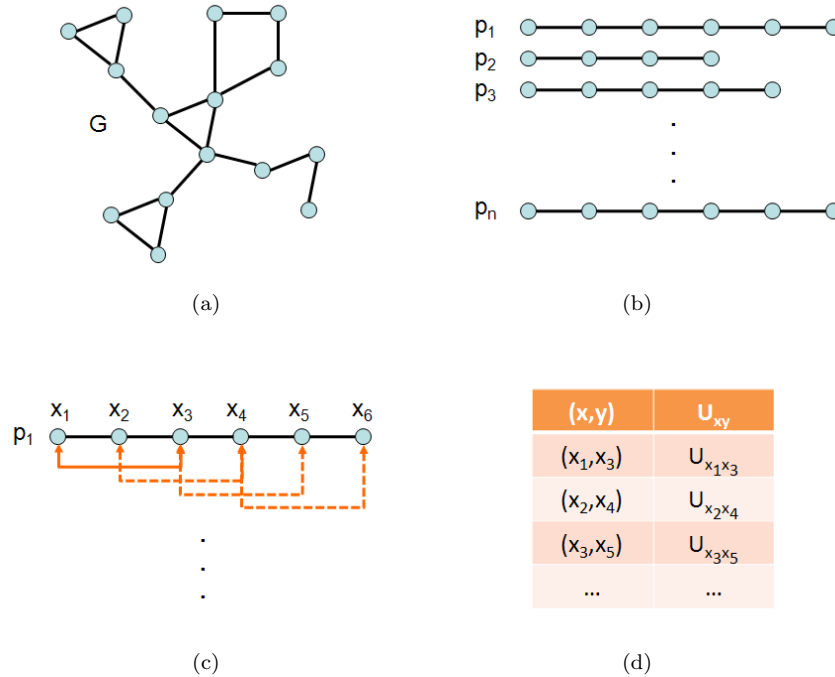 G
(a)
p1
p2
p3
.
.
.
pn
(b)
x1 x2 x3 x4 x5 x6
p1
.
.
.
(c)
(x,y) Uxy
(x1,x3) Ux1x3
(x2,x4) Ux2x4
(x3,x5) Ux3x5
... ...
(d)